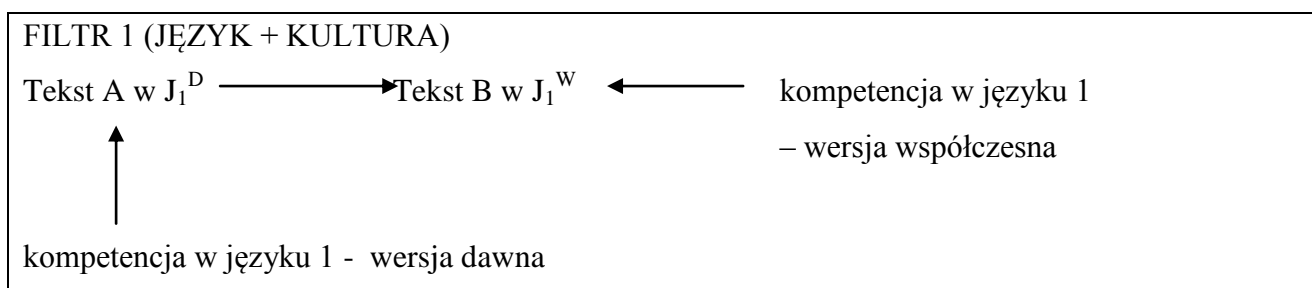 FILTR 1 (JĘZYK + KULTURA)
Tekst A w J₁ᴰ Tekst B w J₁ᵂ kompetencja w języku 1
– wersja współczesna
kompetencja w języku 1 - wersja dawna